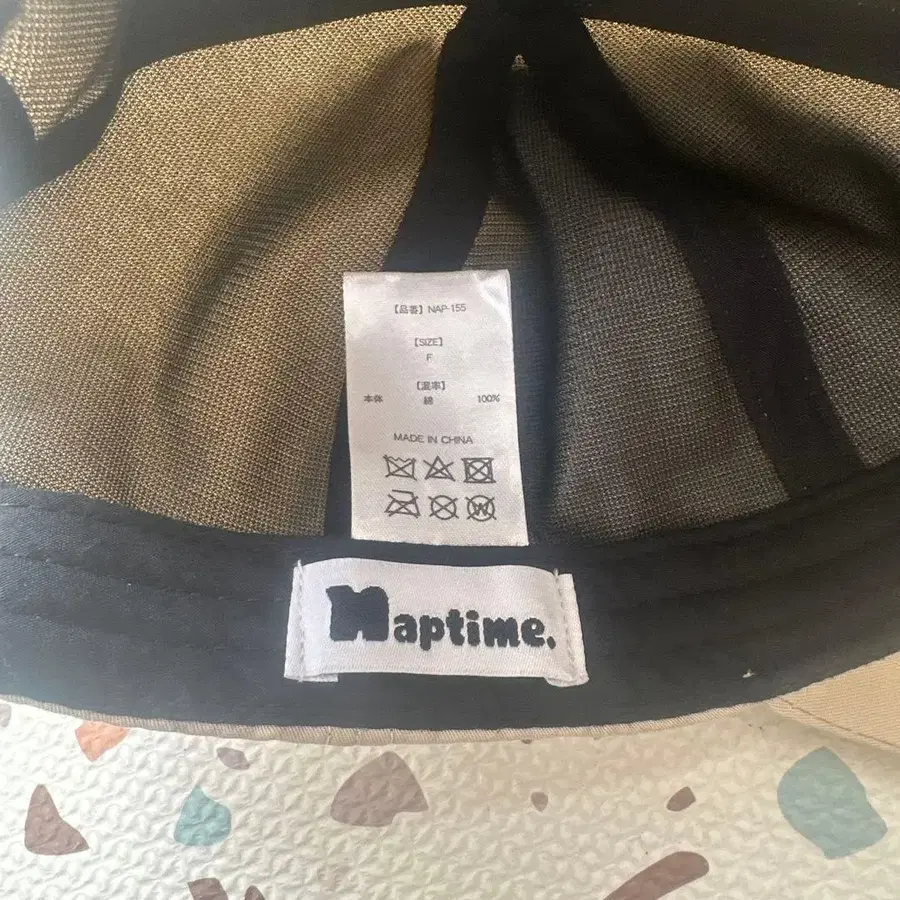 【品番】NAP-155
【SIZE】
F
【混率】
本体 綿 100%
MADE IN CHINA
W
Naptime.